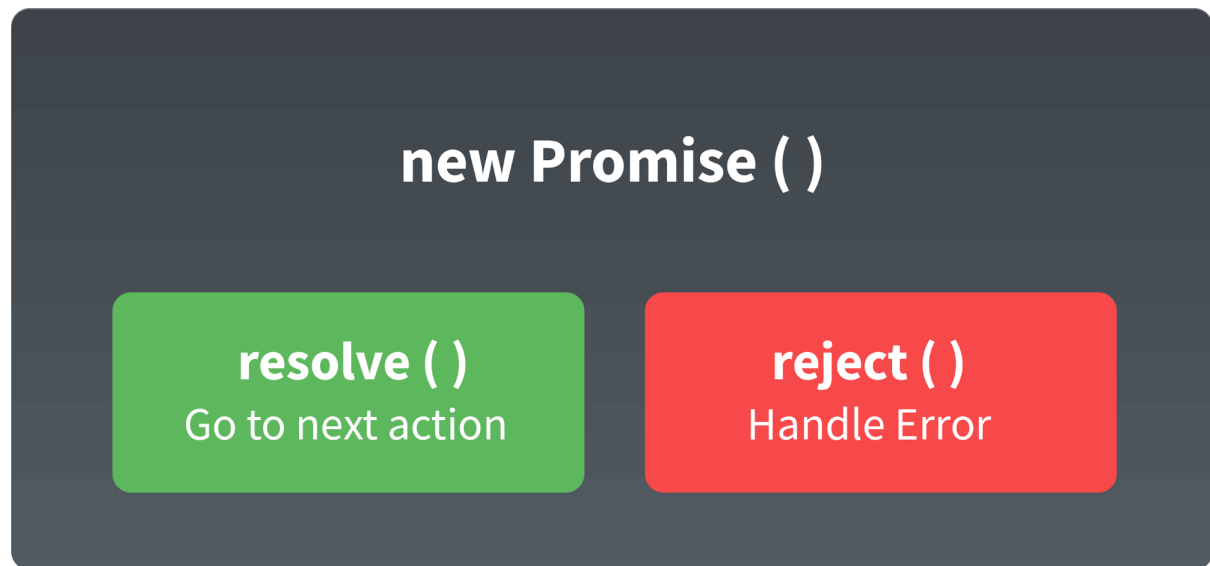 new Promise ( )
resolve ( )
Go to next action
reject ( )
Handle Error